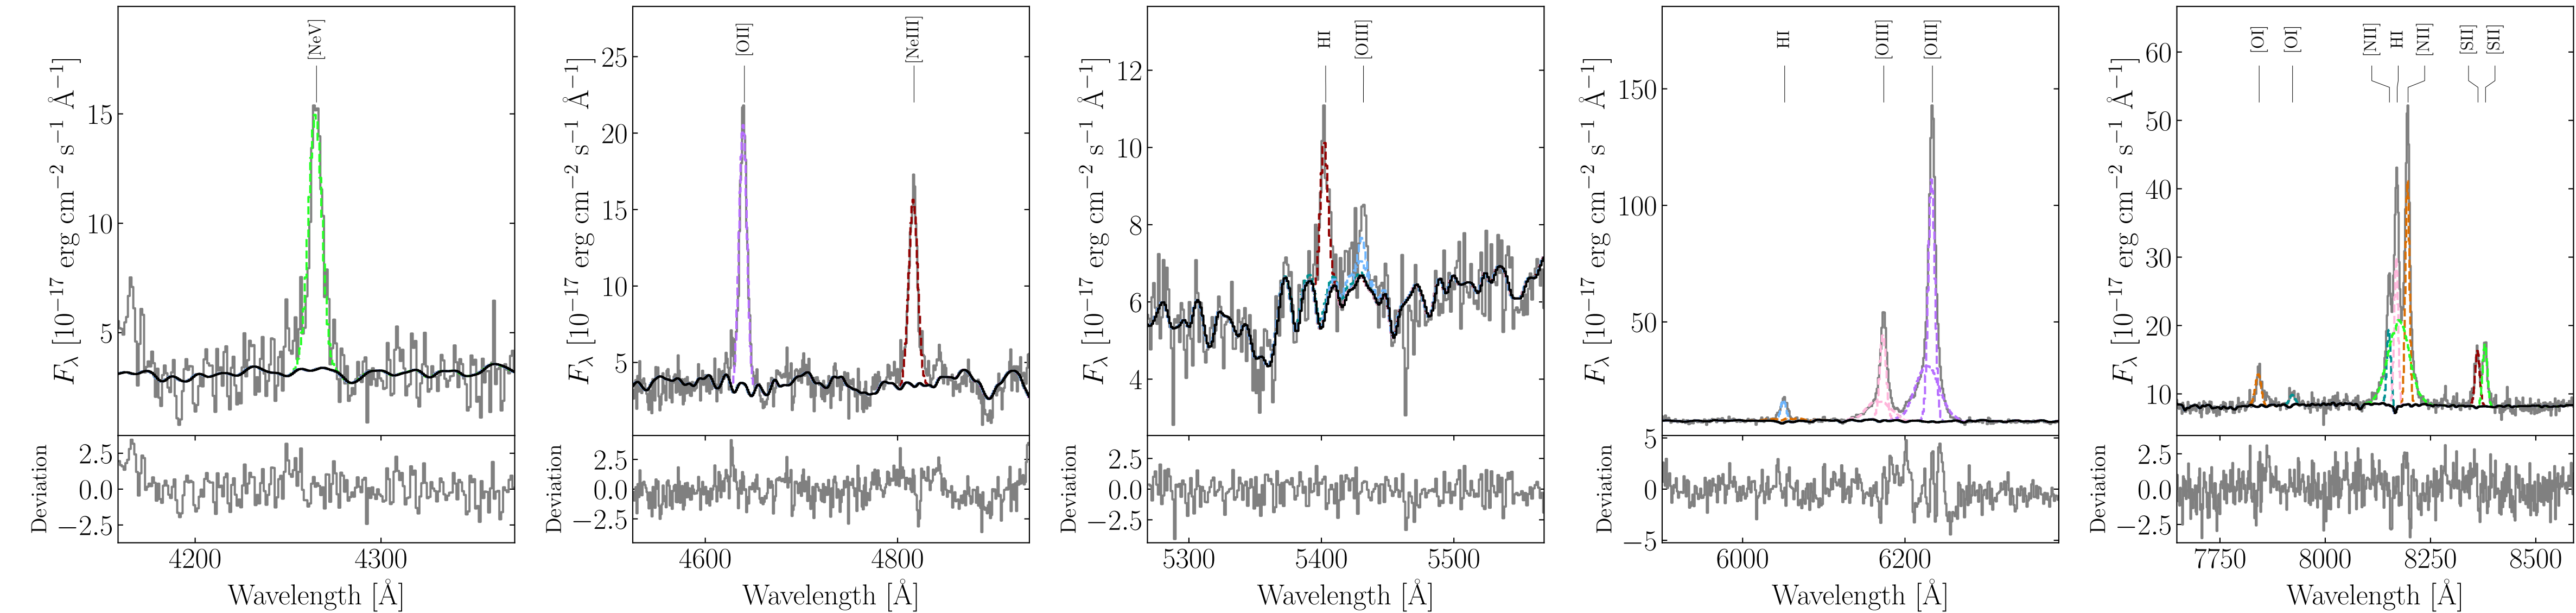 [NeV]
15
10
5
F_λ [10^−17 erg cm^−2 s^−1 Å^−1]
2.5
0.0
−2.5
Deviation
4200 4300
Wavelength [Å]
[OII] [NeIII]
25
20
15
10
5
F_λ [10^−17 erg cm^−2 s^−1 Å^−1]
2.5
0.0
−2.5
Deviation
4600 4800
Wavelength [Å]
HI [OIII]
12
10
8
6
4
F_λ [10^−17 erg cm^−2 s^−1 Å^−1]
2.5
0.0
−2.5
Deviation
5300 5400 5500
Wavelength [Å]
HI [OIII] [OIII]
150
100
50
F_λ [10^−17 erg cm^−2 s^−1 Å^−1]
5
0
−5
Deviation
6000 6200
Wavelength [Å]
[OI] [OI] [NII] HI [NII] [SII] [SII]
60
50
40
30
20
10
F_λ [10^−17 erg cm^−2 s^−1 Å^−1]
2.5
0.0
−2.5
Deviation
7750 8000 8250 8500
Wavelength [Å]